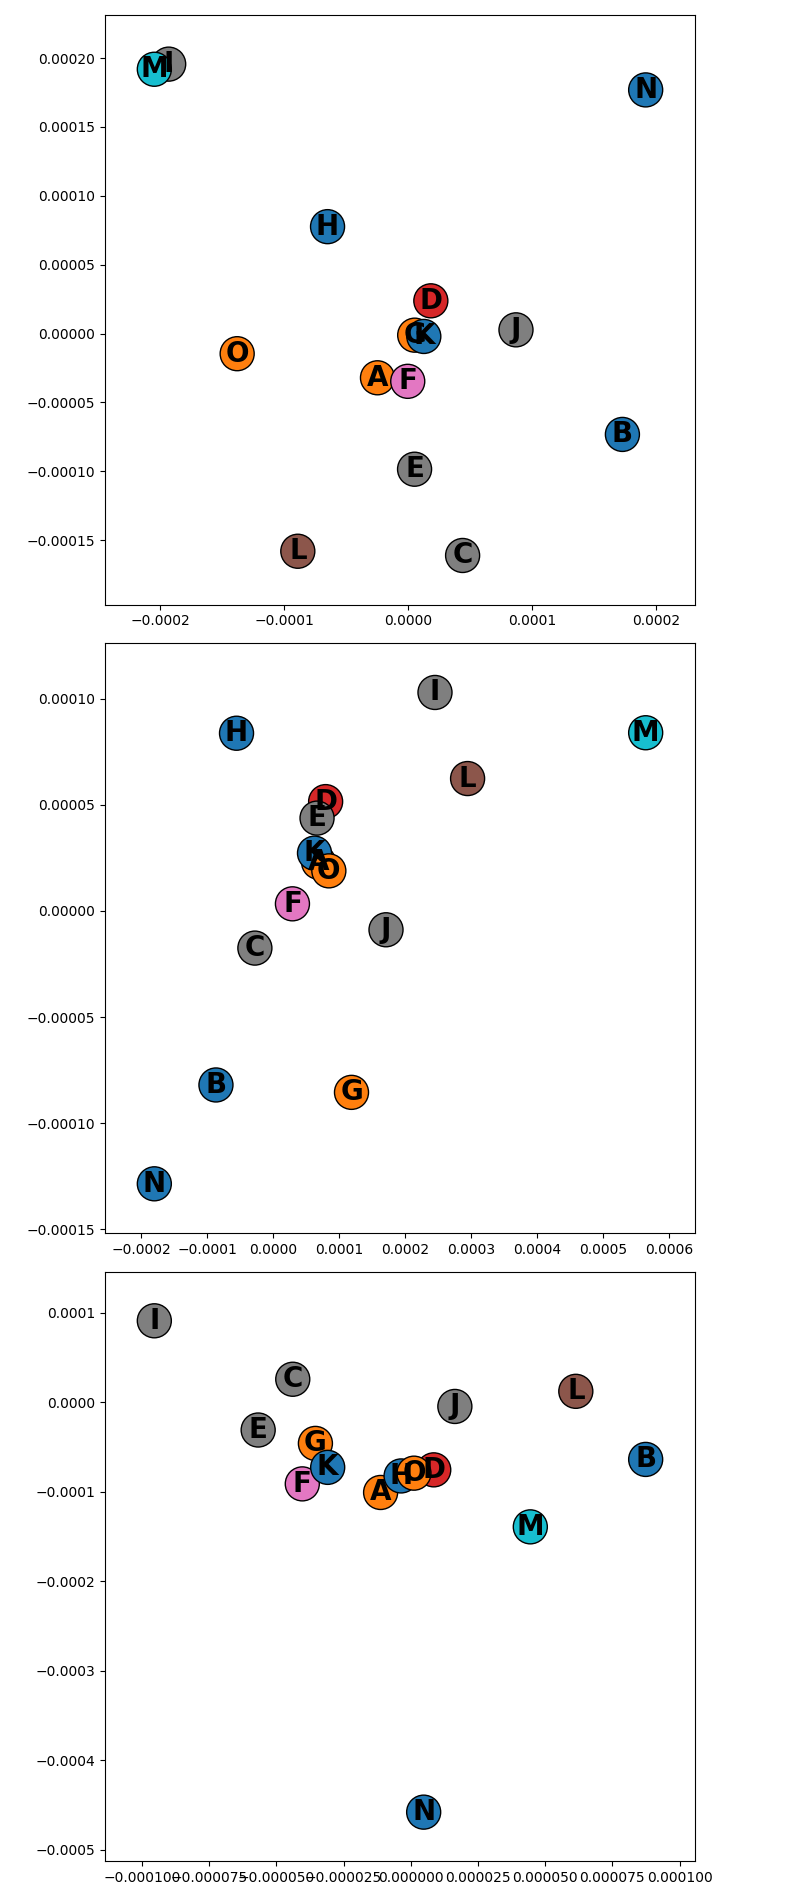 0.00020
M I
N
0.00015
0.00010
H
0.00005
D
0.00000
G K
J
O
A F
−0.00005
B
E
−0.00010
L
C
−0.00015
−0.0002 −0.0001 0.0000 0.0001 0.0002
I
0.00010
H
M
L
0.00005
D
E
K
A O
F
0.00000
J
C
−0.00005
B
G
−0.00010
N
−0.00015
−0.0002 −0.0001 0.0000 0.0001 0.0002 0.0003 0.0004 0.0005 0.0006
0.0001
I
C
L
0.0000
J
E
G
B
K
F H O D
−0.0001
A
M
−0.0002
−0.0003
−0.0004
N
−0.0005
−0.000100 −0.000075 −0.000050 −0.000025 0.000000 0.000025 0.000050 0.000075 0.000100